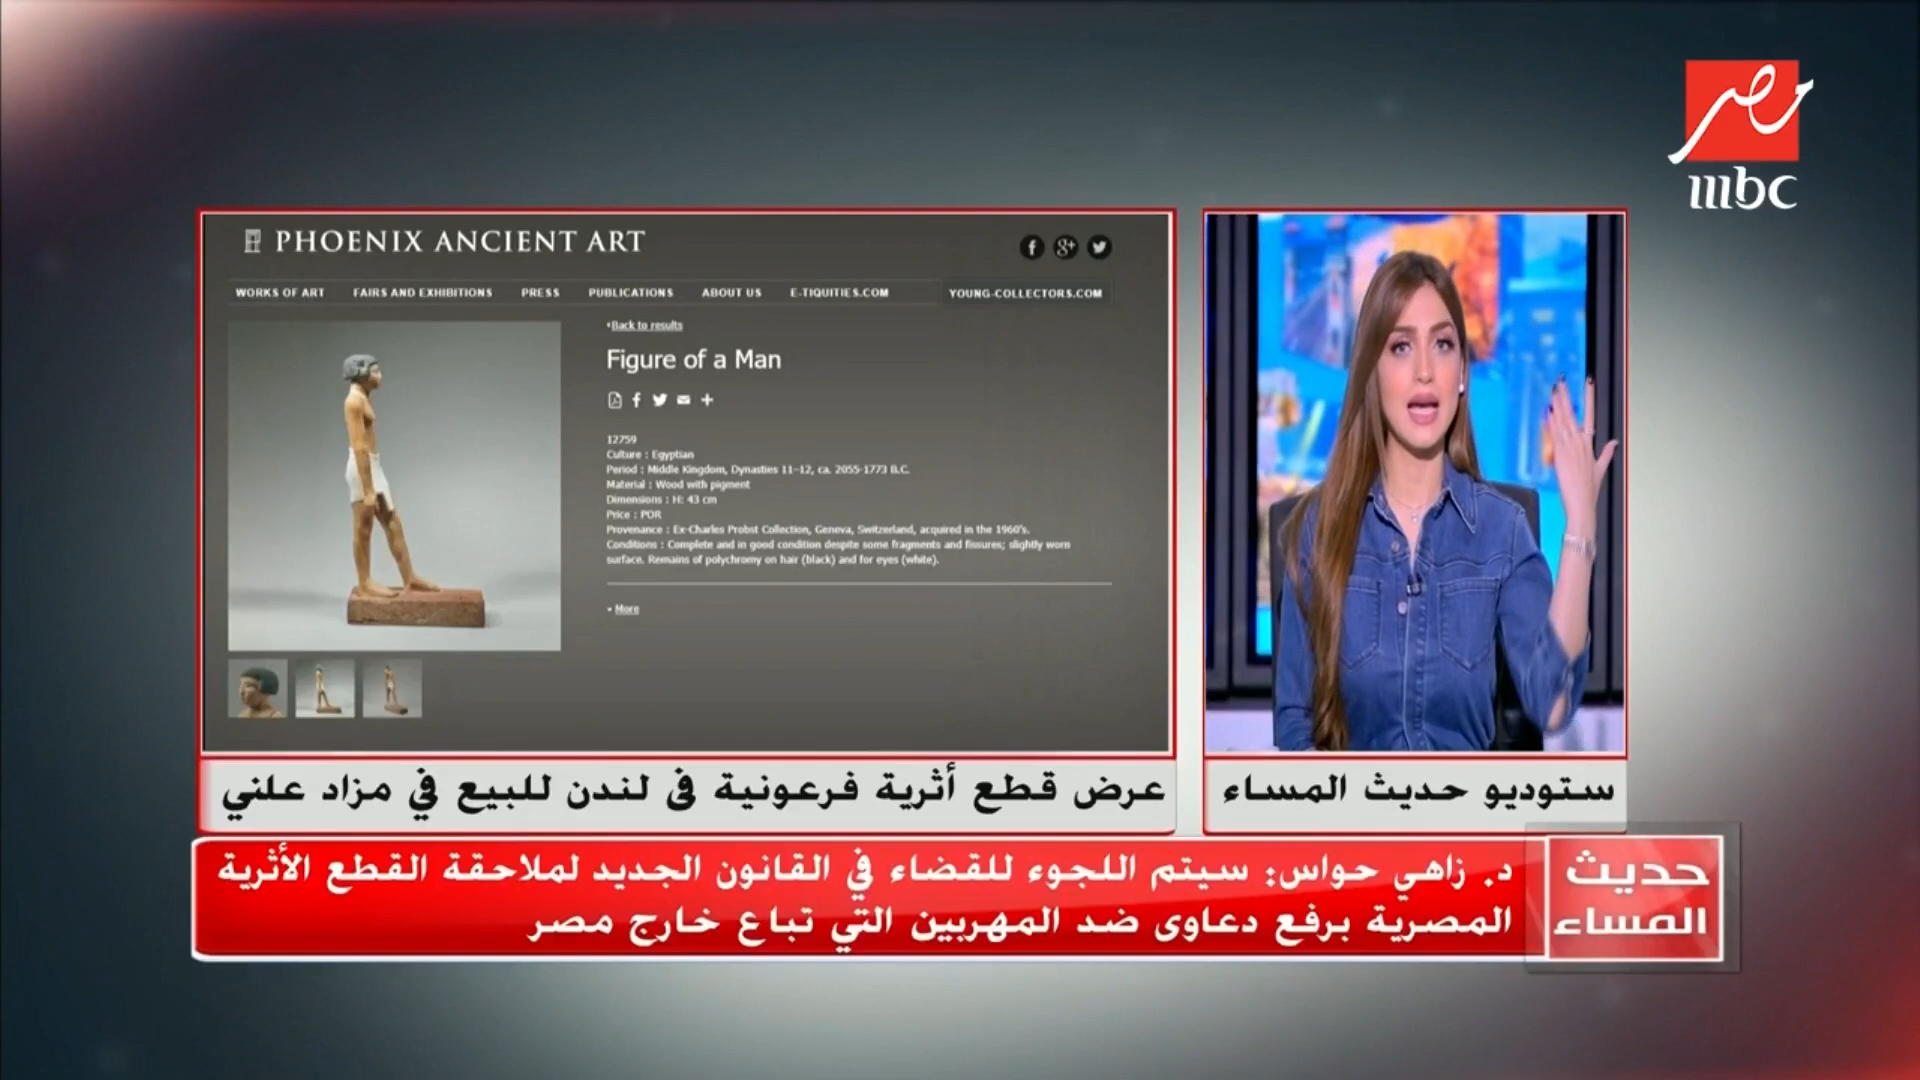 مصر
mbc
PHOENIX ANCIENT ART
WORKS OF ART FAIRS AND EXHIBITIONS PRESS PUBLICATIONS ABOUT US E-TIQUITIES.COM YOUNG-COLLECTORS.COM
Back to results
Figure of a Man
12759
Culture : Egyptian
Period : Middle Kingdom, Dynasties 11-12, ca. 2055-1773 B.C.
Material : Wood with pigment
Dimensions : H: 43 cm
Price : POR
Provenance : Ex-Charles Probst Collection, Geneva, Switzerland, acquired in the 1960's.
Conditions : Complete and in good condition despite some fragments and fissures; slightly worn
surface. Remains of polychromy on hair (black) and for eyes (white).
More
ستوديو حديث المساء
عرض قطع أثرية فرعونية في لندن للبيع في مزاد علني
حديث
المساء
د. زاهي حواس: سيتم اللجوء للقضاء في القانون الجديد لملاحقة القطع الأثرية
المصرية برفع دعاوى ضد المهربين التي تباع خارج مصر